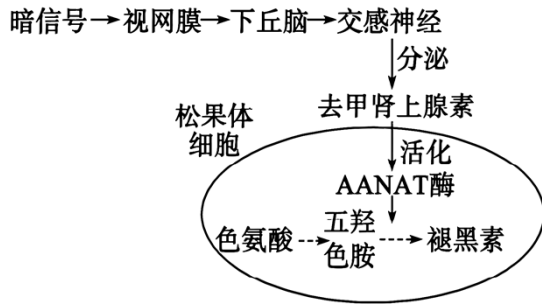 暗信号→视网膜→下丘脑→交感神经
分泌
去甲肾上腺素
松果体
细胞
活化
AANAT酶
色氨酸⇢五羟色胺⇢褪黑素